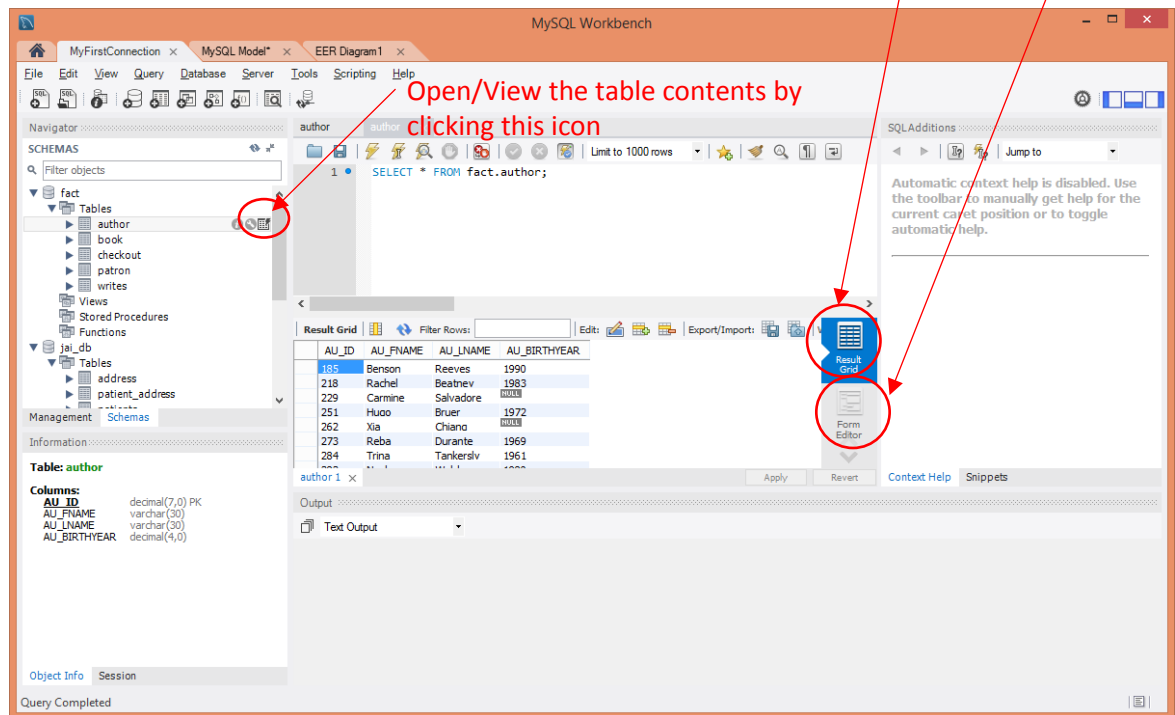 MySQL Workbench
MyFirstConnection × MySQL Model* × EER Diagram1 ×
File Edit View Query Database Server Tools Scripting Help
Open/View the table contents by
clicking this icon
Navigator
SCHEMAS
Filter objects
fact
Tables
author
book
checkout
patron
writes
Views
Stored Procedures
Functions
jai_db
Tables
address
patient_address
Management Schemas
Information
Table: author
Columns:
AU_ID decimal(7,0) PK
AU_FNAME varchar(30)
AU_LNAME varchar(30)
AU_BIRTHYEAR decimal(4,0)
Object Info Session
Query Completed
author author
Limit to 1000 rows
1 SELECT * FROM fact.author;
Result Grid Filter Rows: Edit: Export/Import:
AU_ID AU_FNAME AU_LNAME AU_BIRTHYEAR
185 Benson Reeves 1990
218 Rachel Beatney 1983
229 Carmine Salvadore NULL
251 Hugo Bruer 1972
262 Xia Chiang NULL
273 Reba Durante 1969
284 Trina Tankersly 1961
Result
Grid
Form
Editor
author 1 × Apply Revert
Output
Text Output
SQLAdditions
Jump to
Automatic context help is disabled. Use
the toolbar to manually get help for the
current caret position or to toggle
automatic help.
Context Help Snippets